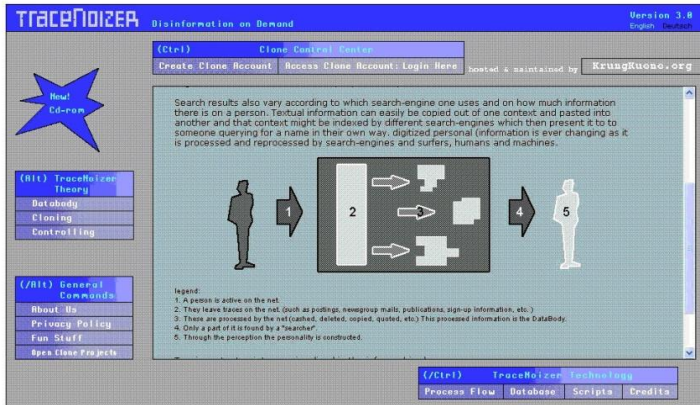 TraceNoizer
Disinformation on Demand
Version 3.0
English Deutsch
(Ctrl) Clone Control Center
Create Clone Account
Access Clone Account: Login Here
hosted & maintained by
KrungKuono.org
New!
Cd-rom
Search results also vary according to which search-engine one uses and on how much information
there is on a person. Textual information can easily be copied out of one context and pasted into
another and that context might be indexed by different search-engines which then present it to to
someone querying for a name in their own way. digitized personal (information is ever changing as it
is processed and reprocessed by search-engines and surfers, humans and machines.
1
2
3
4
5
(Alt) TraceNoizer
Theory
Databody
Cloning
Controlling
(/Alt) General
Commands
About Us
Privacy Policy
Fun Stuff
Open Clone Projects
legend:
1. A person is active on the net.
2. They leave traces on the net. (such as postings, newsgroup mails, publications, sign-up information, etc. )
3. These are processed by the net (cashed, deleted, copied, quoted, etc.) This processed information is the DataBody.
4. Only a part of it is found by a "searcher".
5. Through the perception the personality is constructed.
(/Ctrl) TraceNoizer Technology
Process Flow
Database
Scripts
Credits